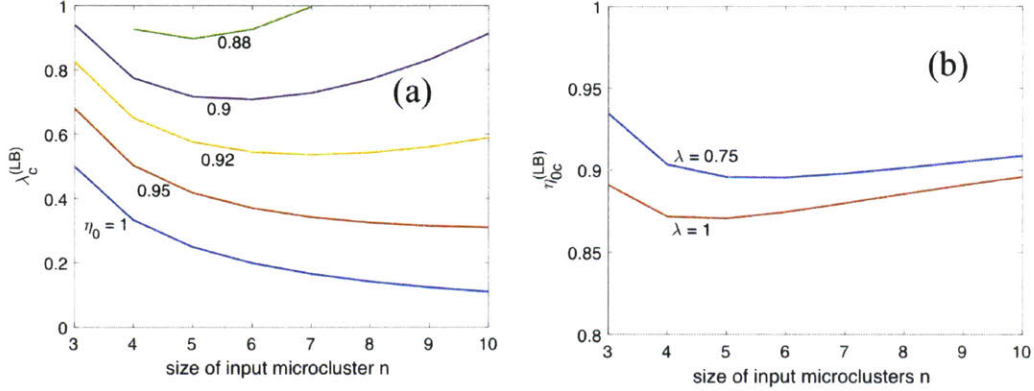 1
0.8
0.6
0.4
0.2
0
λ_c^(LB)
0.88
0.9
0.92
0.95
η₀ = 1
(a)
3 4 5 6 7 8 9 10
size of input microcluster n
1
0.95
0.9
0.85
0.8
η_0c^(LB)
(b)
λ = 0.75
λ = 1
3 4 5 6 7 8 9 10
size of input microclusters n